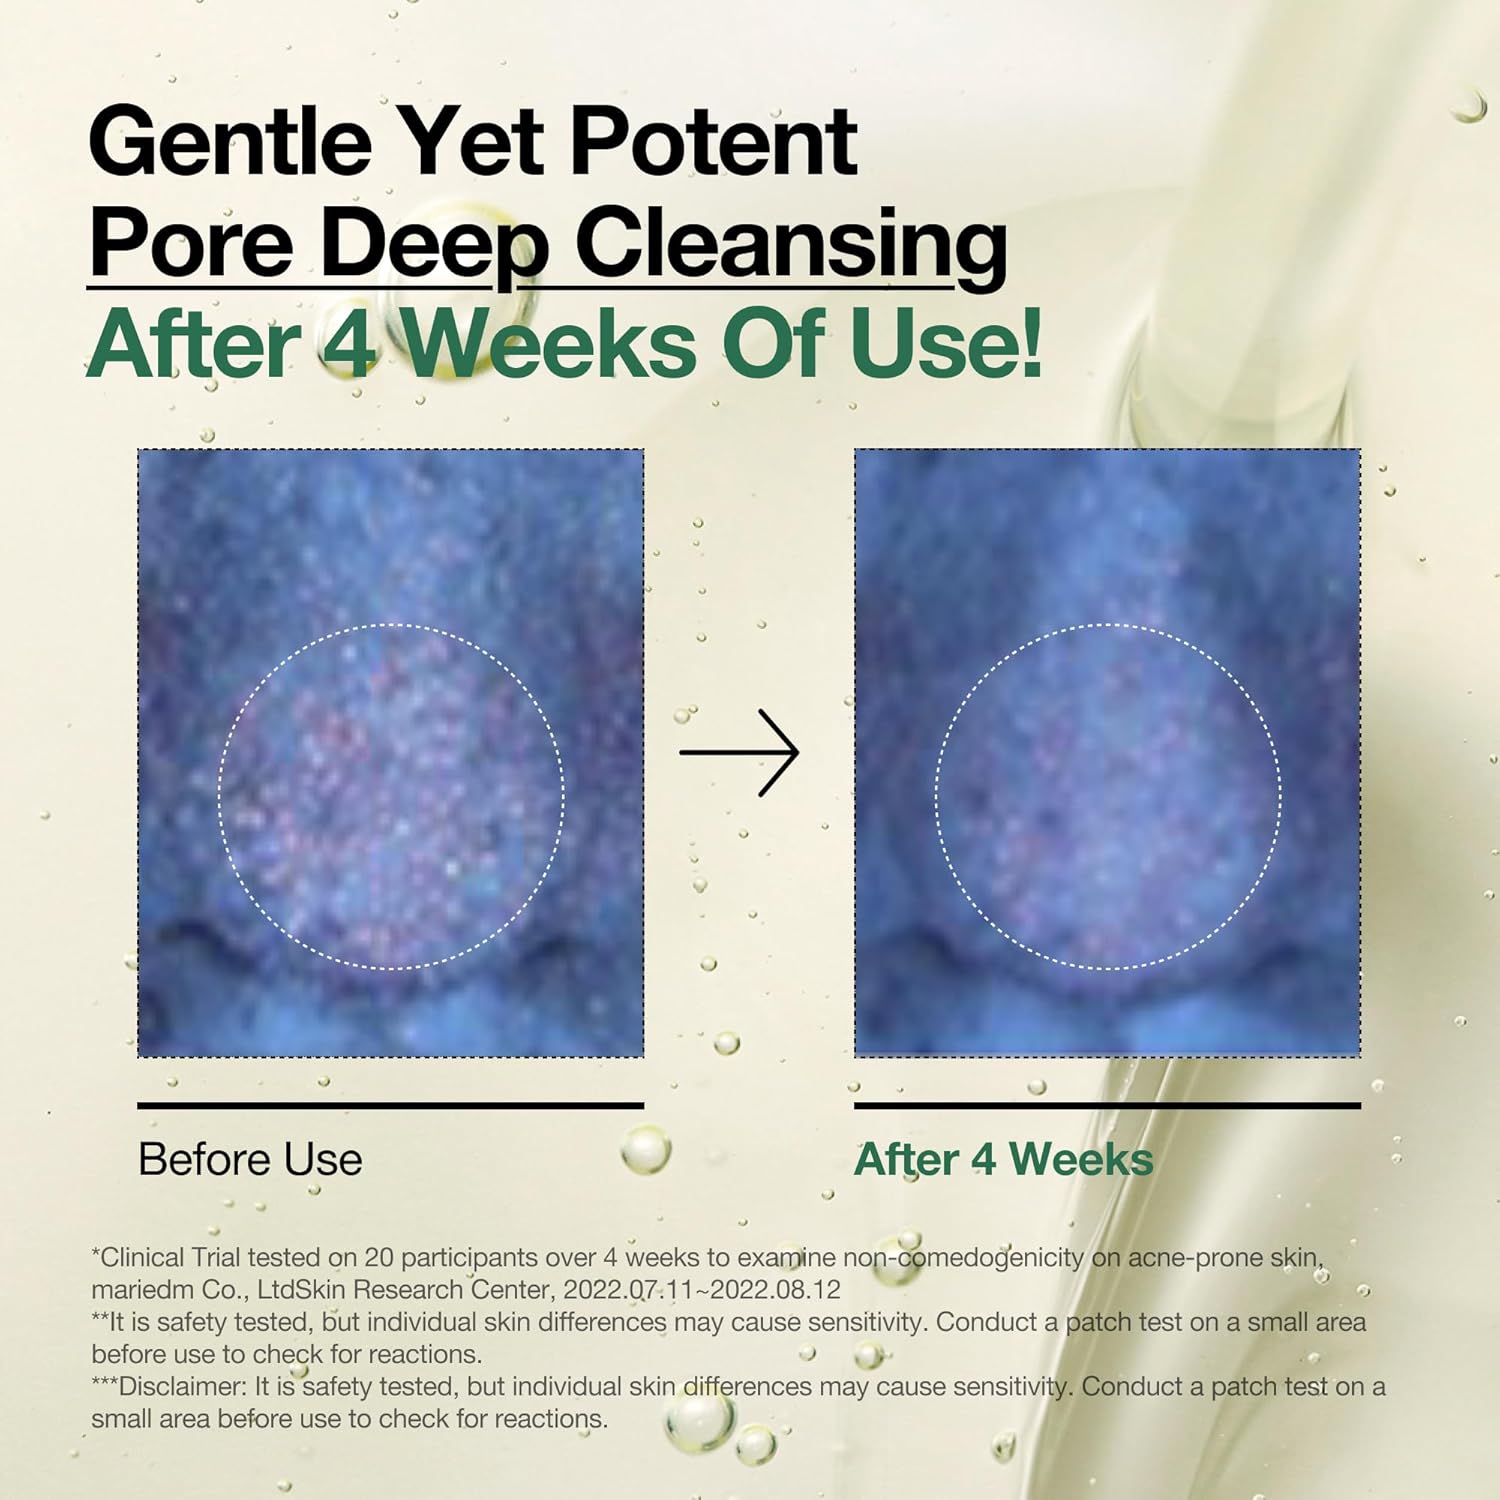 Gentle Yet Potent
Pore Deep Cleansing
After 4 Weeks Of Use!
Before Use
After 4 Weeks
*Clinical Trial tested on 20 participants over 4 weeks to examine non-comedogenicity on acne-prone skin,
mariedm Co., LtdSkin Research Center, 2022.07.11~2022.08.12
**It is safety tested, but individual skin differences may cause sensitivity. Conduct a patch test on a small area
before use to check for reactions.
***Disclaimer: It is safety tested, but individual skin differences may cause sensitivity. Conduct a patch test on a
small area before use to check for reactions.